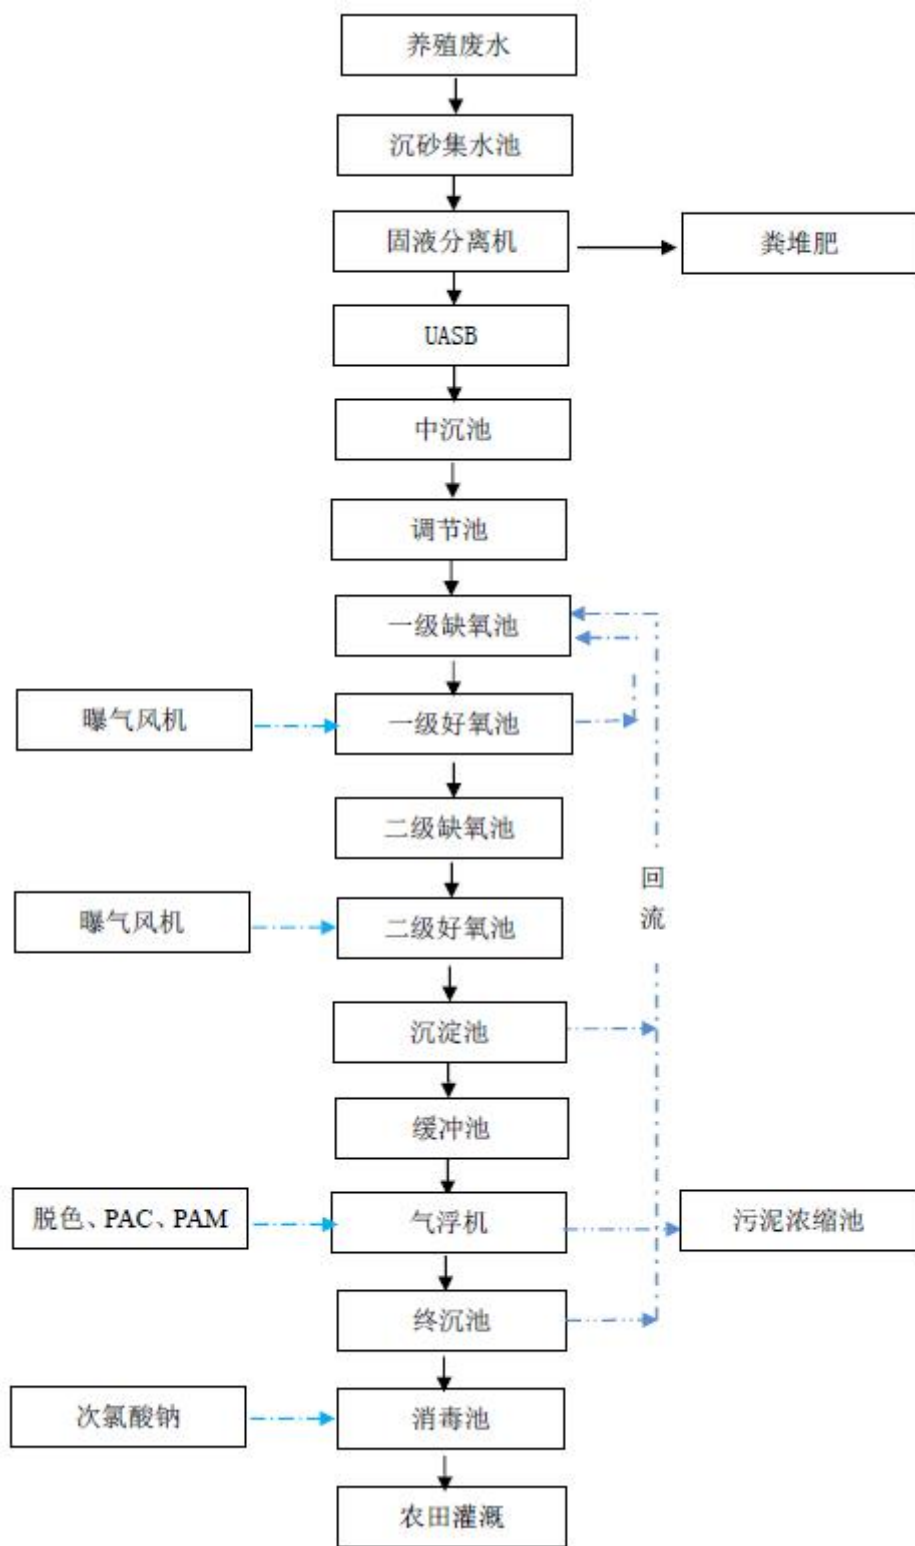 养殖废水
沉砂集水池
固液分离机
粪堆肥
UASB
中沉池
调节池
一级缺氧池
曝气风机
一级好氧池
二级缺氧池
回
流
曝气风机
二级好氧池
沉淀池
缓冲池
脱色、PAC、PAM
气浮机
污泥浓缩池
终沉池
次氯酸钠
消毒池
农田灌溉